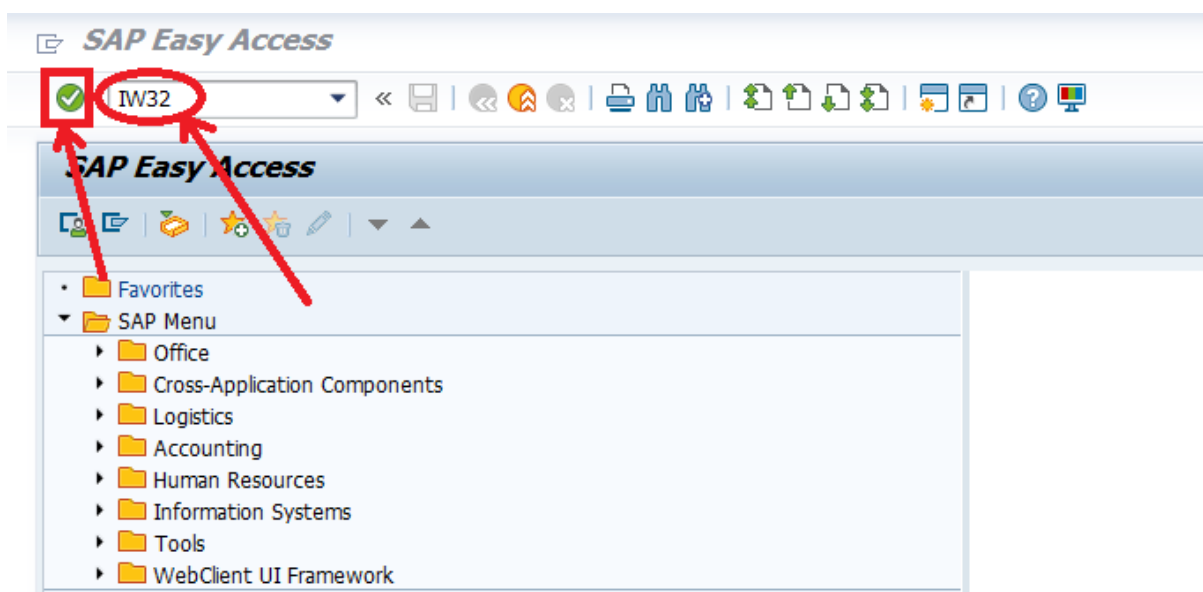 SAP Easy Access
IW32
SAP Easy Access
Favorites
SAP Menu
Office
Cross-Application Components
Logistics
Accounting
Human Resources
Information Systems
Tools
WebClient UI Framework